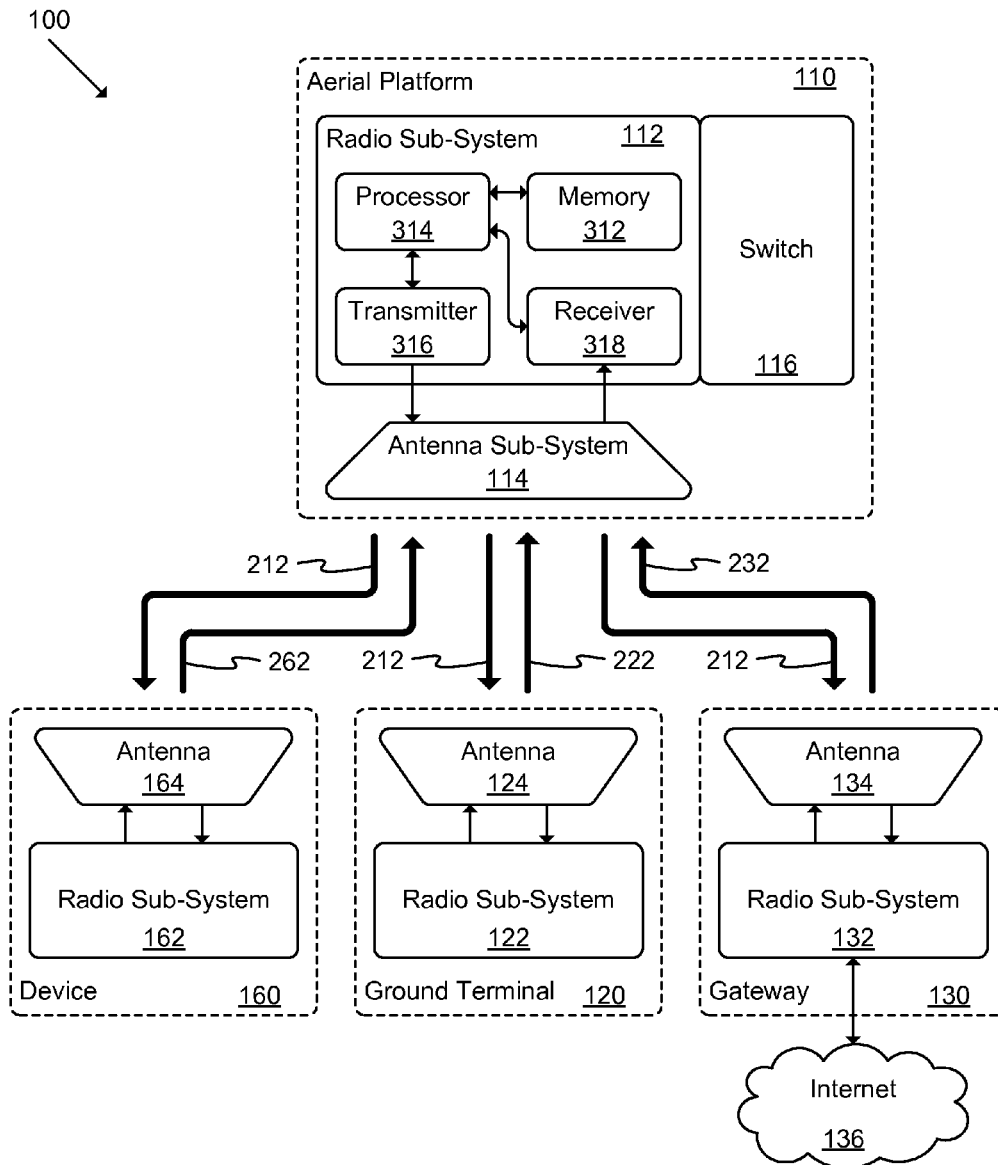 100
Aerial Platform 110
Radio Sub-System 112
Processor
314
Memory
312
Switch
116
Transmitter
316
Receiver
318
Antenna Sub-System
114
212
232
262
212
222
212
Antenna
164
Radio Sub-System
162
Device 160
Antenna
124
Radio Sub-System
122
Ground Terminal 120
Antenna
134
Radio Sub-System
132
Gateway 130
Internet
136